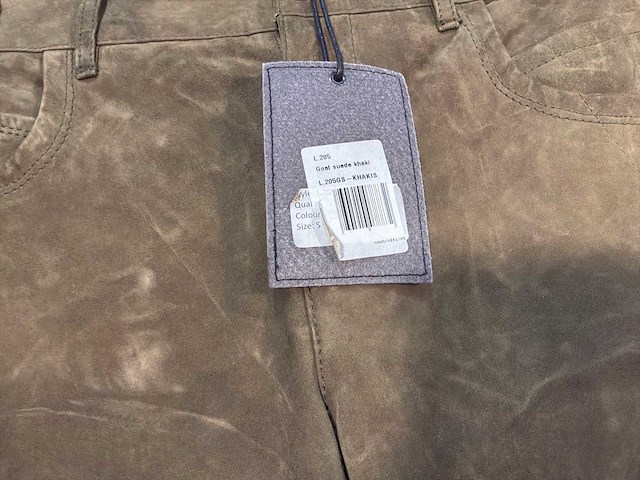 L.205
Goat suede khaki
L.205GS-KHAKIS
Qual
Colour
Size: S